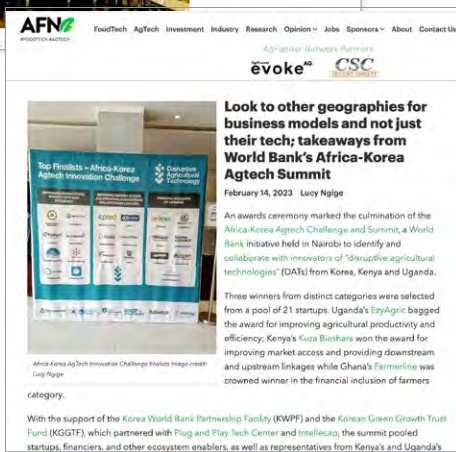 AFN
FOODTECH AGTECH
FoodTech AgTech Investment Industry Research Opinion Jobs Sponsors About Contact Us
AgFunder Network Partners
evoke AG.
CSC
Look to other geographies for
business models and not just
their tech; takeaways from
World Bank's Africa-Korea
Agtech Summit
February 14, 2023 Lucy Ngige
Top Finalists – Africa-Korea
Agtech Innovation Challenge
Disruptive
Agricultural
Technology
An awards ceremony marked the culmination of the
Africa-Korea Agtech Challenge and Summit, a World
Bank initiative held in Nairobi to identify and
collaborate with innovators of "disruptive agricultural
technologies" (DATs) from Korea, Kenya and Uganda.
Three winners from distinct categories were selected
from a pool of 21 startups. Uganda's EzyAgric bagged
the award for improving agricultural productivity and
efficiency; Kenya's Kuza Biashara won the award for
improving market access and providing downstream
and upstream linkages while Ghana's Farmerline was
crowned winner in the financial inclusion of farmers
category.
Africa-Korea AgTech Innovation Challenge finalists Image credit:
Lucy Ngige
With the support of the Korea World Bank Partnership Facility (KWPF) and the Korean Green Growth Trust
Fund (KGGTF), which partnered with Plug and Play Tech Center and Intellecap, the summit pooled
startups, financiers, and other ecosystem enablers, as well as representatives from Kenya's and Uganda's